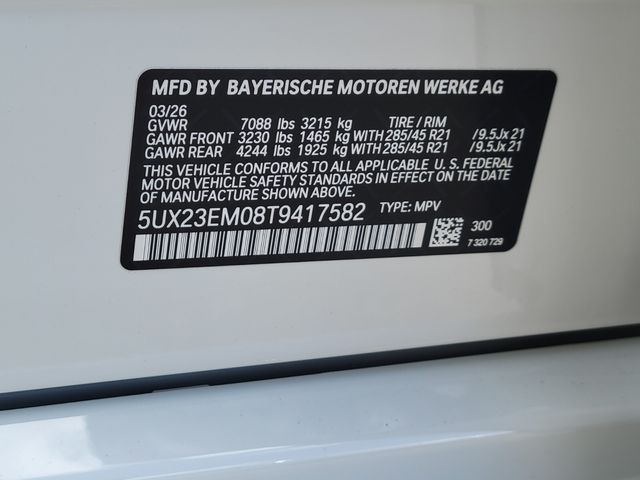 MFD BY BAYERISCHE MOTOREN WERKE AG
03/26
GVWR 7088 lbs 3215 kg TIRE / RIM
GAWR FRONT 3230 lbs 1465 kg WITH 285/45 R21 /9.5Jx 21
GAWR REAR 4244 lbs 1925 kg WITH 285/45 R21 /9.5Jx 21
THIS VEHICLE CONFORMS TO ALL APPLICABLE U.S. FEDERAL
MOTOR VEHICLE SAFETY STANDARDS IN EFFECT ON THE DATE
OF MANUFACTURE SHOWN ABOVE.
5UX23EM08T9417582 TYPE: MPV
300
7 320 729